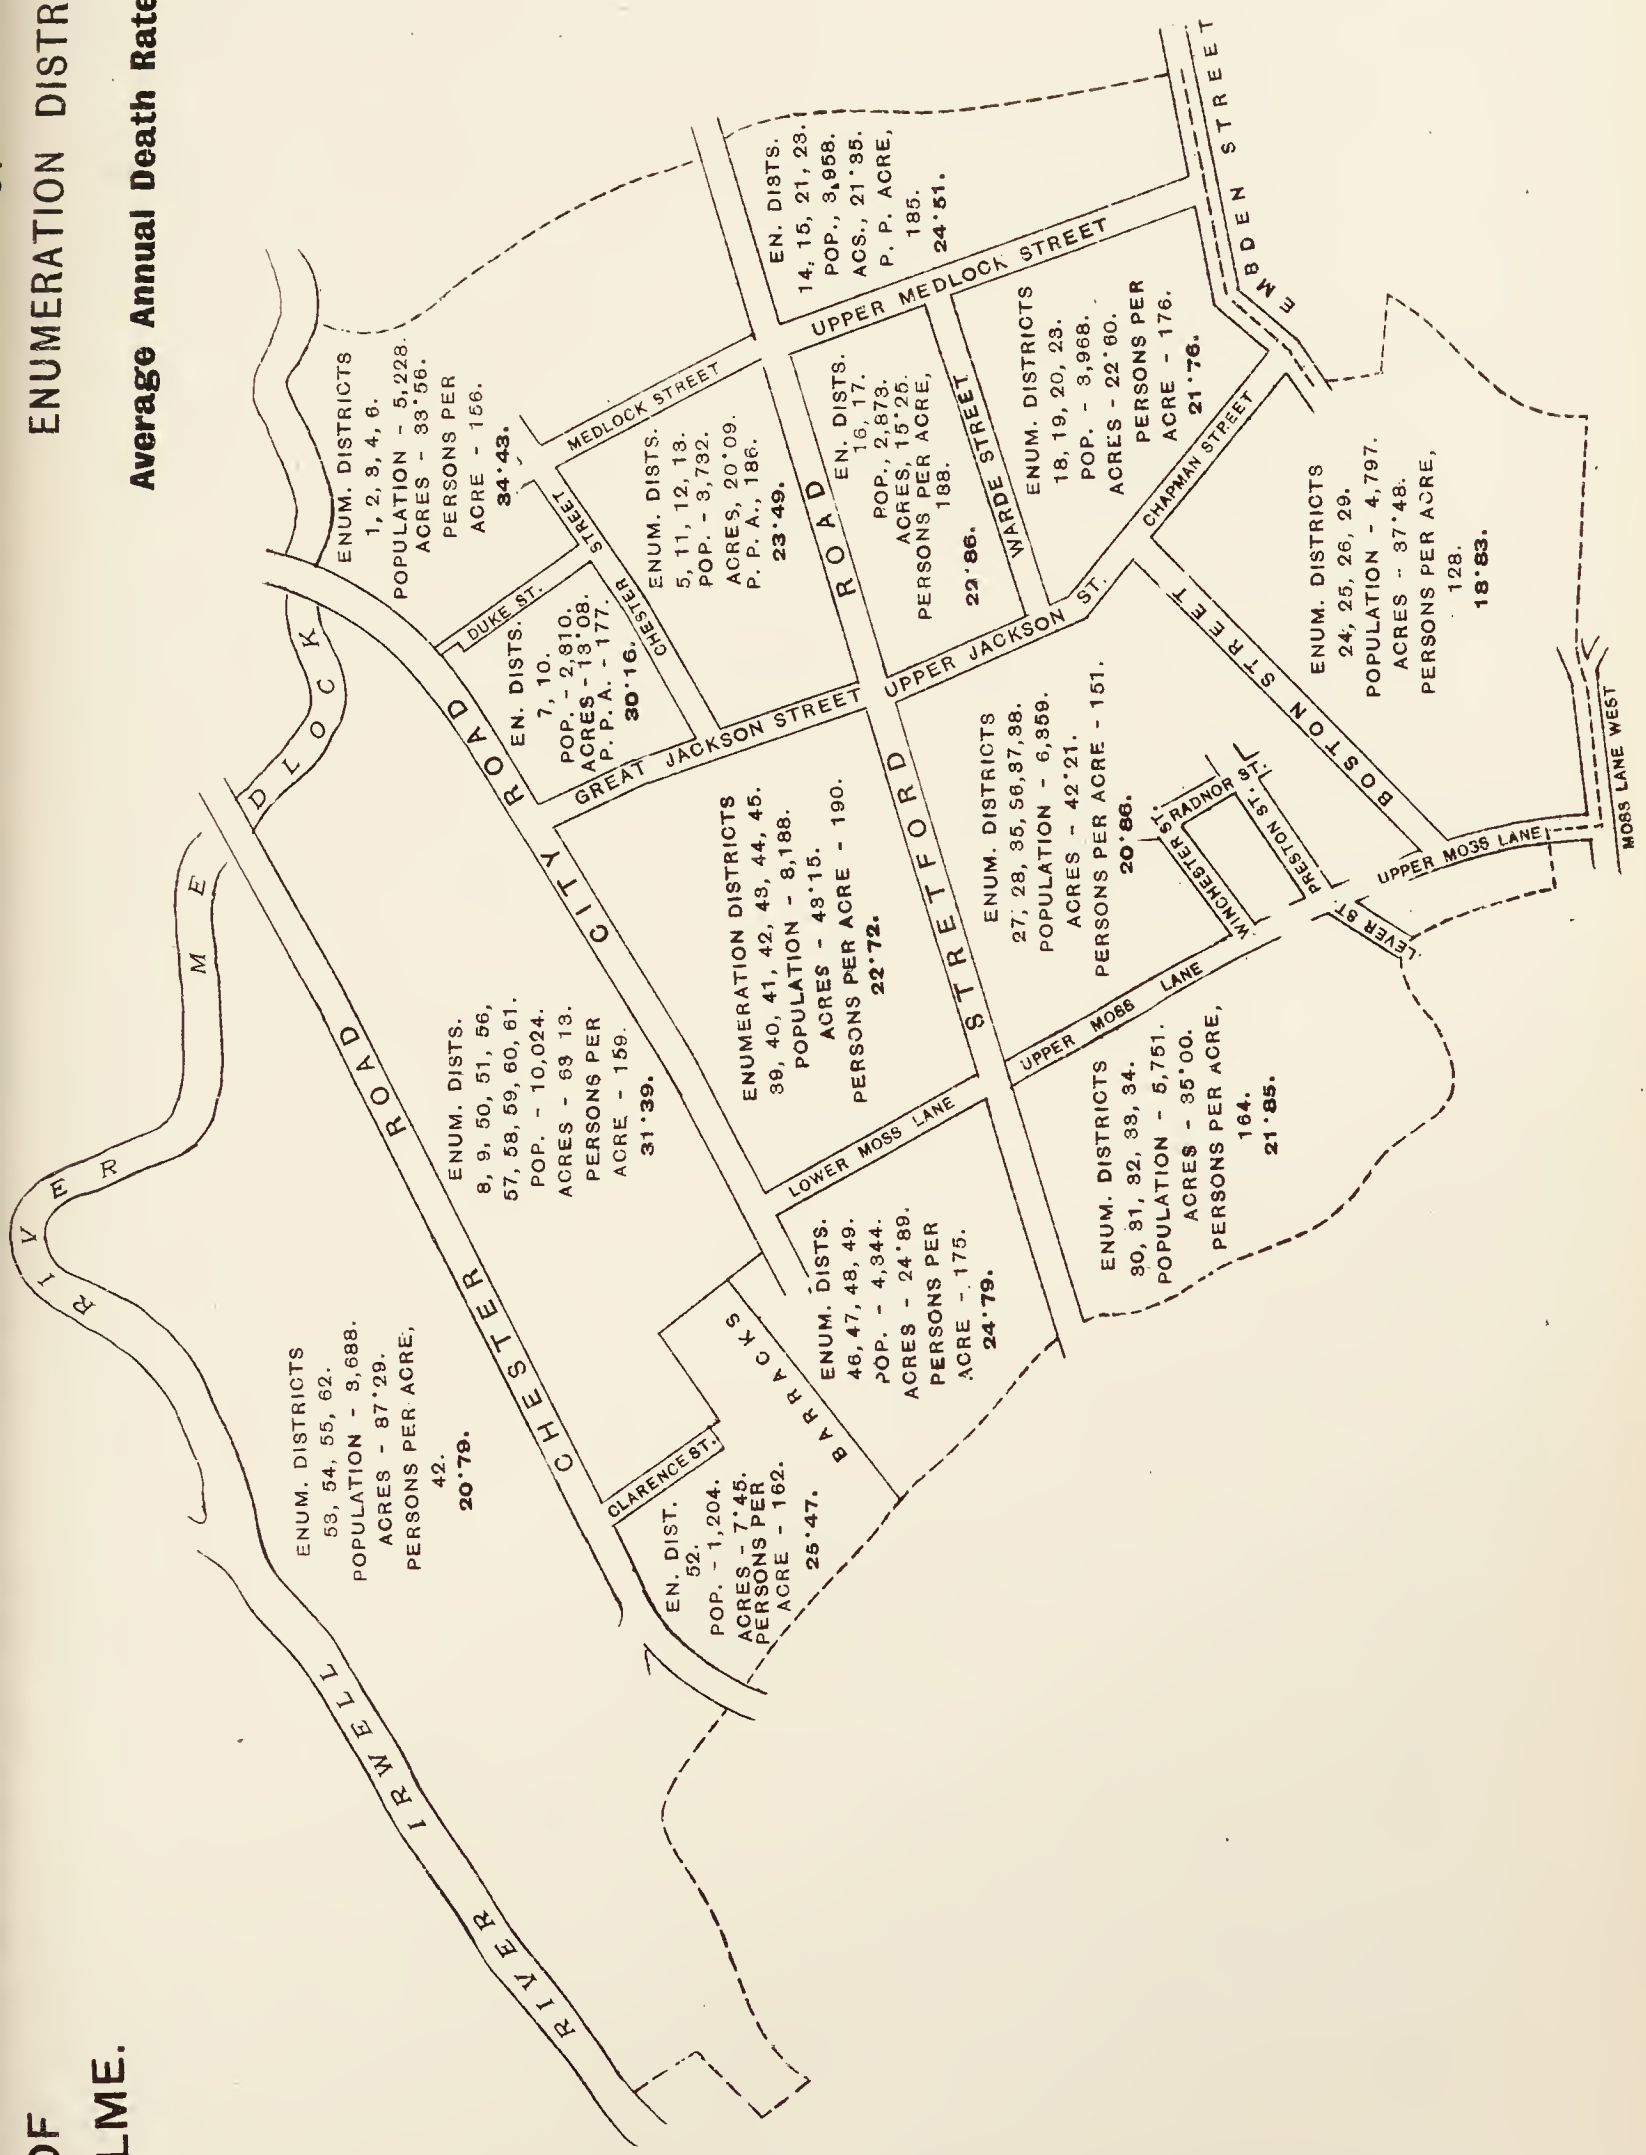 OF
LME.
ENUMERATION DISTR
Average Annual Death Rate
RIVER IRWELL
RIVER
MEDLOCK
ENUM. DISTRICTS
53, 54, 55, 62.
POPULATION - 3,688.
ACRES - 87·29.
PERSONS PER ACRE,
42.
20·79.
CHESTER ROAD
ENUM. DISTS.
8, 9, 50, 51, 56,
57, 58, 59, 60, 61.
POP. - 10,024.
ACRES - 63 13.
PERSONS PER
ACRE - 159.
31·39.
CITY ROAD
ENUM. DISTRICTS
1, 2, 3, 4, 6.
POPULATION - 5,228.
ACRES - 33·56.
PERSONS PER
ACRE - 156.
34·43.
DUKE ST.
CHESTER STREET
MEDLOCK STREET
EN. DISTS.
7, 10.
POP. - 2,310.
ACRES - 13·08.
P. P. A. - 177.
30·16.
GREAT JACKSON STREET
ENUM. DISTS.
5, 11, 12, 13.
POP. - 3,732.
ACRES, 20·09.
P. P. A., 186.
23·49.
EN. DISTS.
14, 15, 21, 23.
POP., 3,958.
ACS., 21·35.
P. P. ACRE,
185.
24·51.
CLARENCE ST.
EN. DIST.
52.
POP. - 1,204.
ACRES - 7·45.
PERSONS PER
ACRE - 162.
25·47.
BARRACKS
ENUM. DISTS.
46, 47, 48, 49.
POP. - 4,344.
ACRES - 24·89.
PERSONS PER
ACRE - 175.
24·79.
LOWER MOSS LANE
ENUMERATION DISTRICTS
39, 40, 41, 42, 43, 44, 45.
POPULATION - 8,188.
ACRES - 43·15.
PERSONS PER ACRE - 190.
22·72.
STRETFORD ROAD
EN. DISTS.
16, 17.
POP., 2,873.
ACRES, 15·25.
PERSONS PER ACRE,
188.
22·86.
UPPER MEDLOCK STREET
WARDE STREET
UPPER JACKSON ST.
ENUM. DISTRICTS
18, 19, 20, 23.
POP. - 3,968.
ACRES - 22·60.
PERSONS PER
ACRE - 176.
21·76.
CHAPMAN STREET
EMBDEN STREET
ENUM. DISTRICTS
27, 28, 35, 36, 37, 38.
POPULATION - 6,359.
ACRES - 42·21.
PERSONS PER ACRE - 151.
20·86.
UPPER MOSS LANE
WINCHESTER ST.
RADNOR ST.
PRESTON ST.
LEVER ST.
ENUM. DISTRICTS
30, 31, 32, 33, 34.
POPULATION - 5,751.
ACRES - 35·00.
PERSONS PER ACRE,
164.
21·85.
BOSTON STREET
ENUM. DISTRICTS
24, 25, 26, 29.
POPULATION - 4,797.
ACRES - 37·48.
PERSONS PER ACRE,
128.
18·83.
UPPER MOSS LANE
MOSS LANE WEST